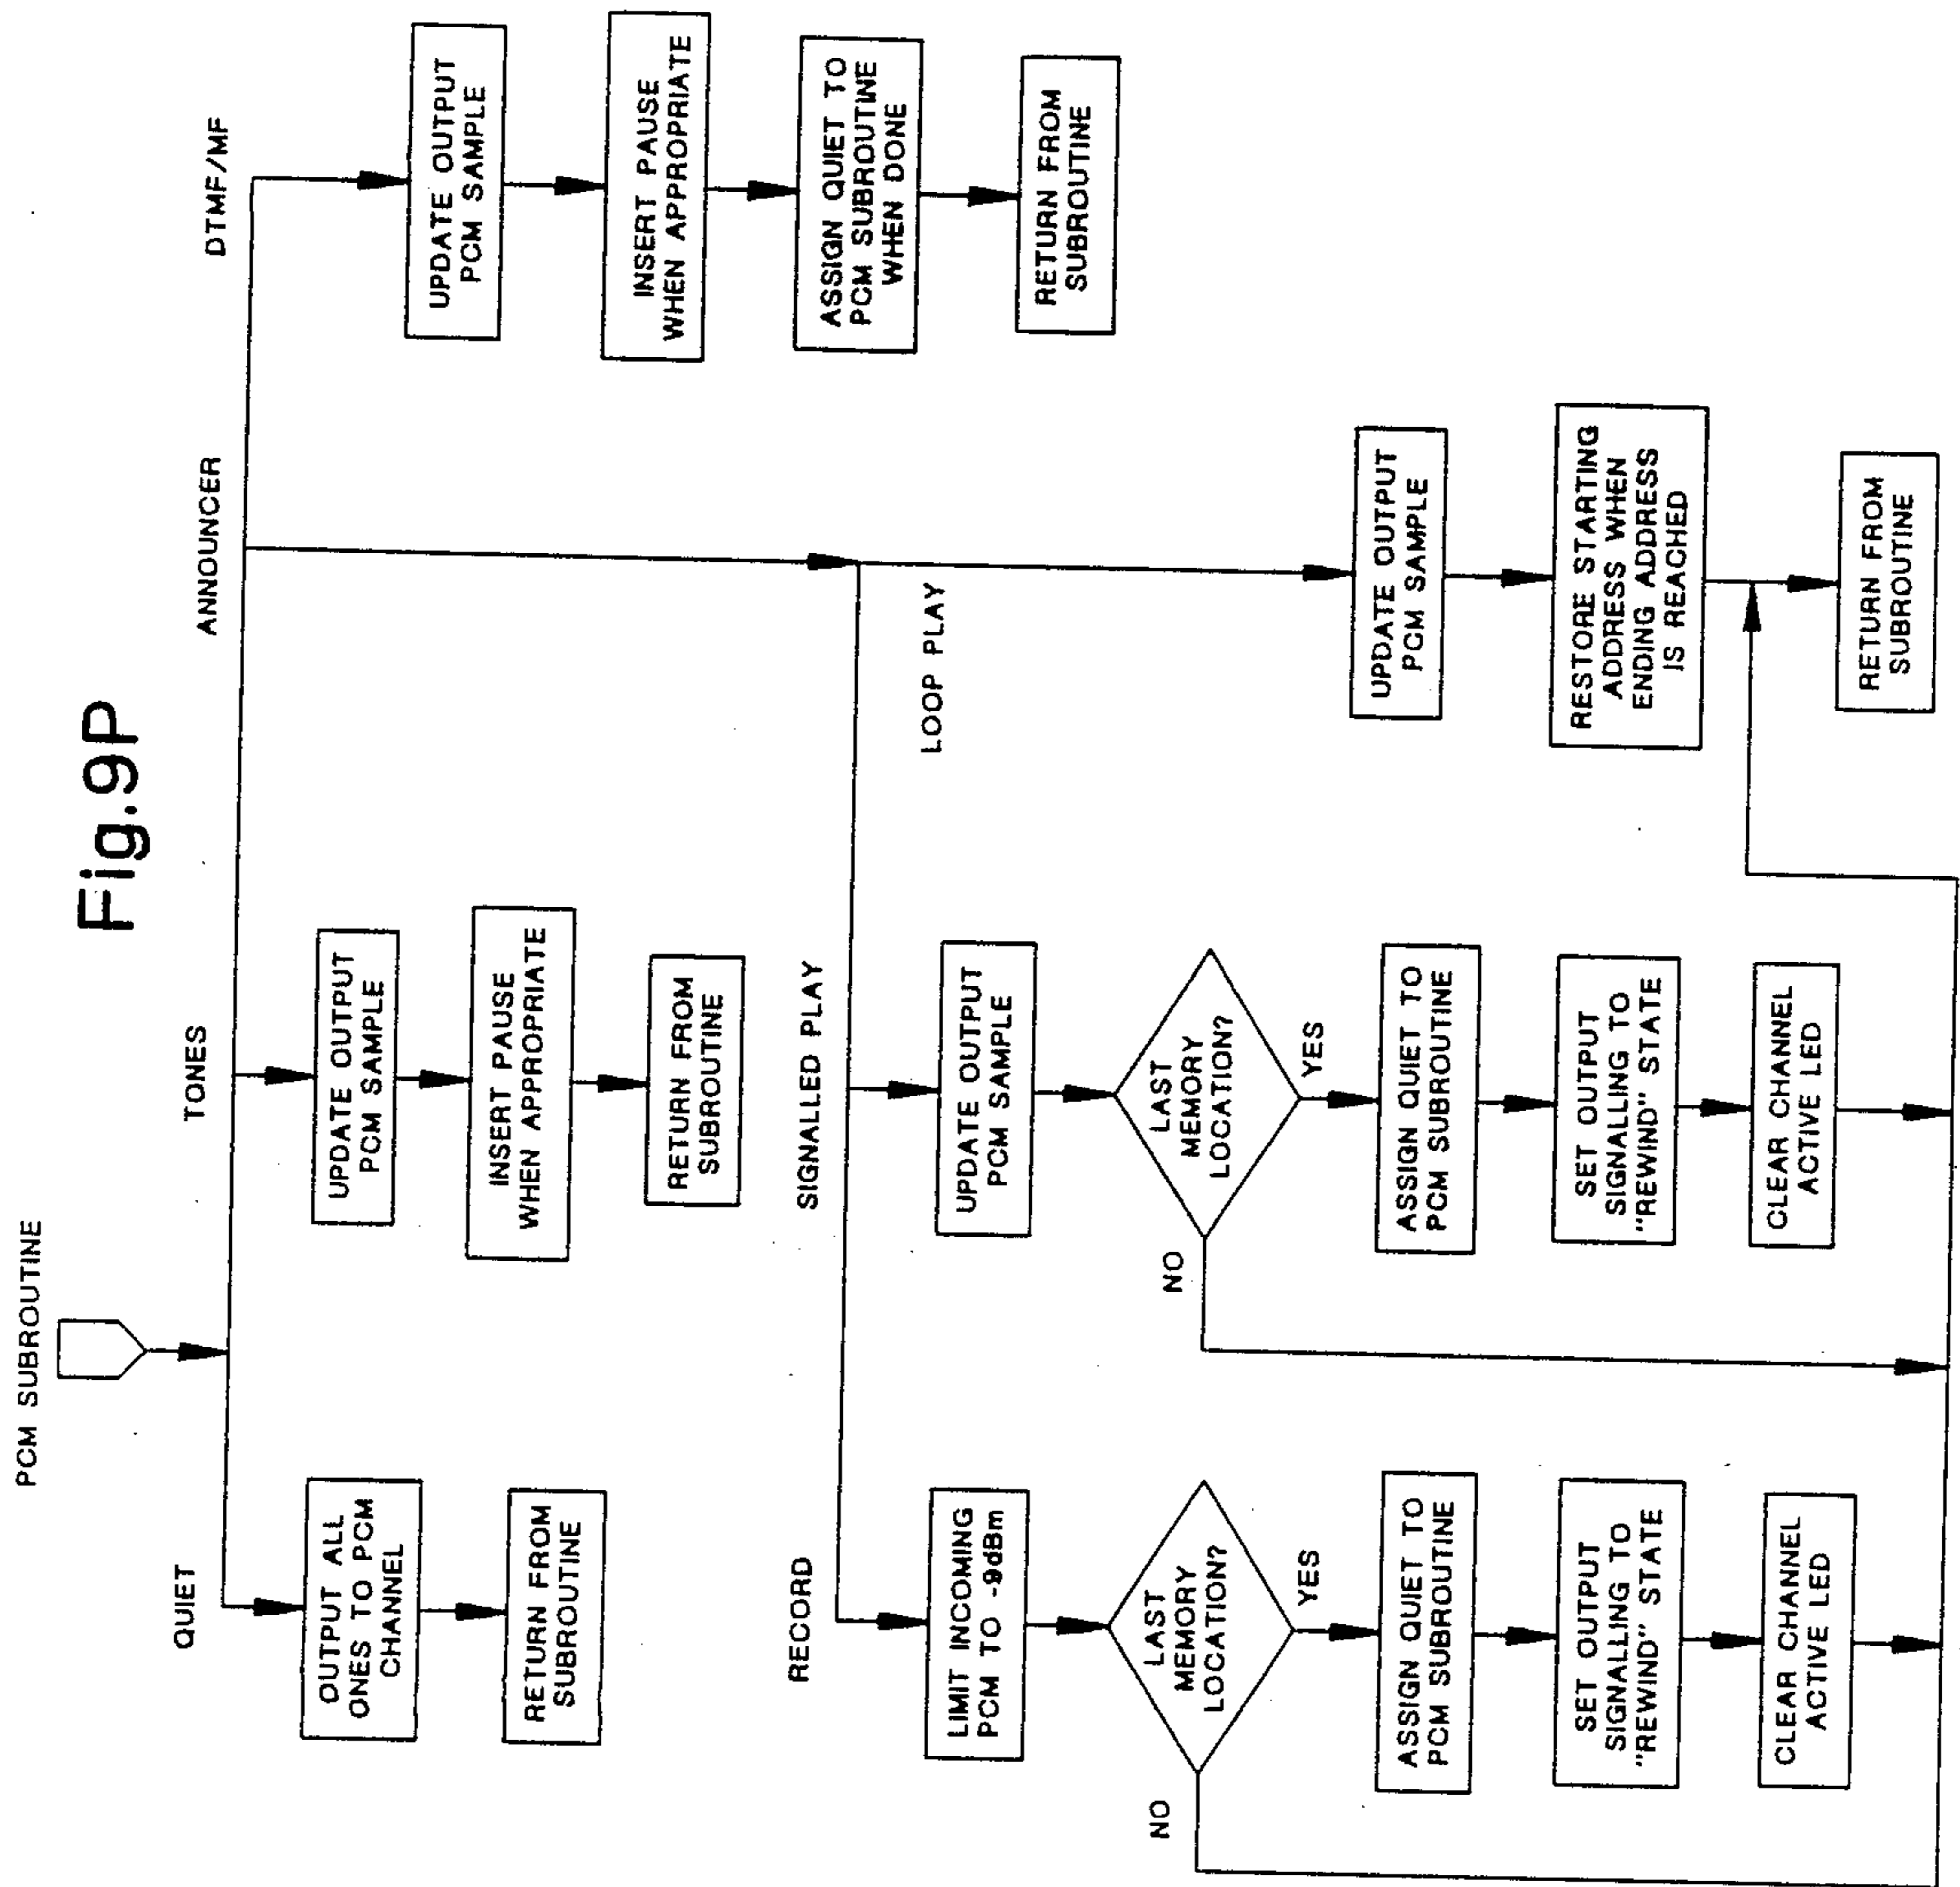 Fig.9P
PCM SUBROUTINE
QUIET
TONES
ANNOUNCER
DTMF/MF
OUTPUT ALL
ONES TO PCM
CHANNEL
RETURN FROM
SUBROUTINE
UPDATE OUTPUT
PCM SAMPLE
INSERT PAUSE
WHEN APPROPRIATE
RETURN FROM
SUBROUTINE
UPDATE OUTPUT
PCM SAMPLE
INSERT PAUSE
WHEN APPROPRIATE
ASSIGN QUIET TO
PCM SUBROUTINE
WHEN DONE
RETURN FROM
SUBROUTINE
RECORD
SIGNALLED PLAY
LOOP PLAY
LIMIT INCOMING
PCM TO -9dBm
LAST
MEMORY
LOCATION?
NO
YES
ASSIGN QUIET TO
PCM SUBROUTINE
SET OUTPUT
SIGNALLING TO
"REWIND" STATE
CLEAR CHANNEL
ACTIVE LED
UPDATE OUTPUT
PCM SAMPLE
LAST
MEMORY
LOCATION?
NO
YES
ASSIGN QUIET TO
PCM SUBROUTINE
SET OUTPUT
SIGNALLING TO
"REWIND" STATE
CLEAR CHANNEL
ACTIVE LED
UPDATE OUTPUT
PCM SAMPLE
RESTORE STARTING
ADDRESS WHEN
ENDING ADDRESS
IS REACHED
RETURN FROM
SUBROUTINE